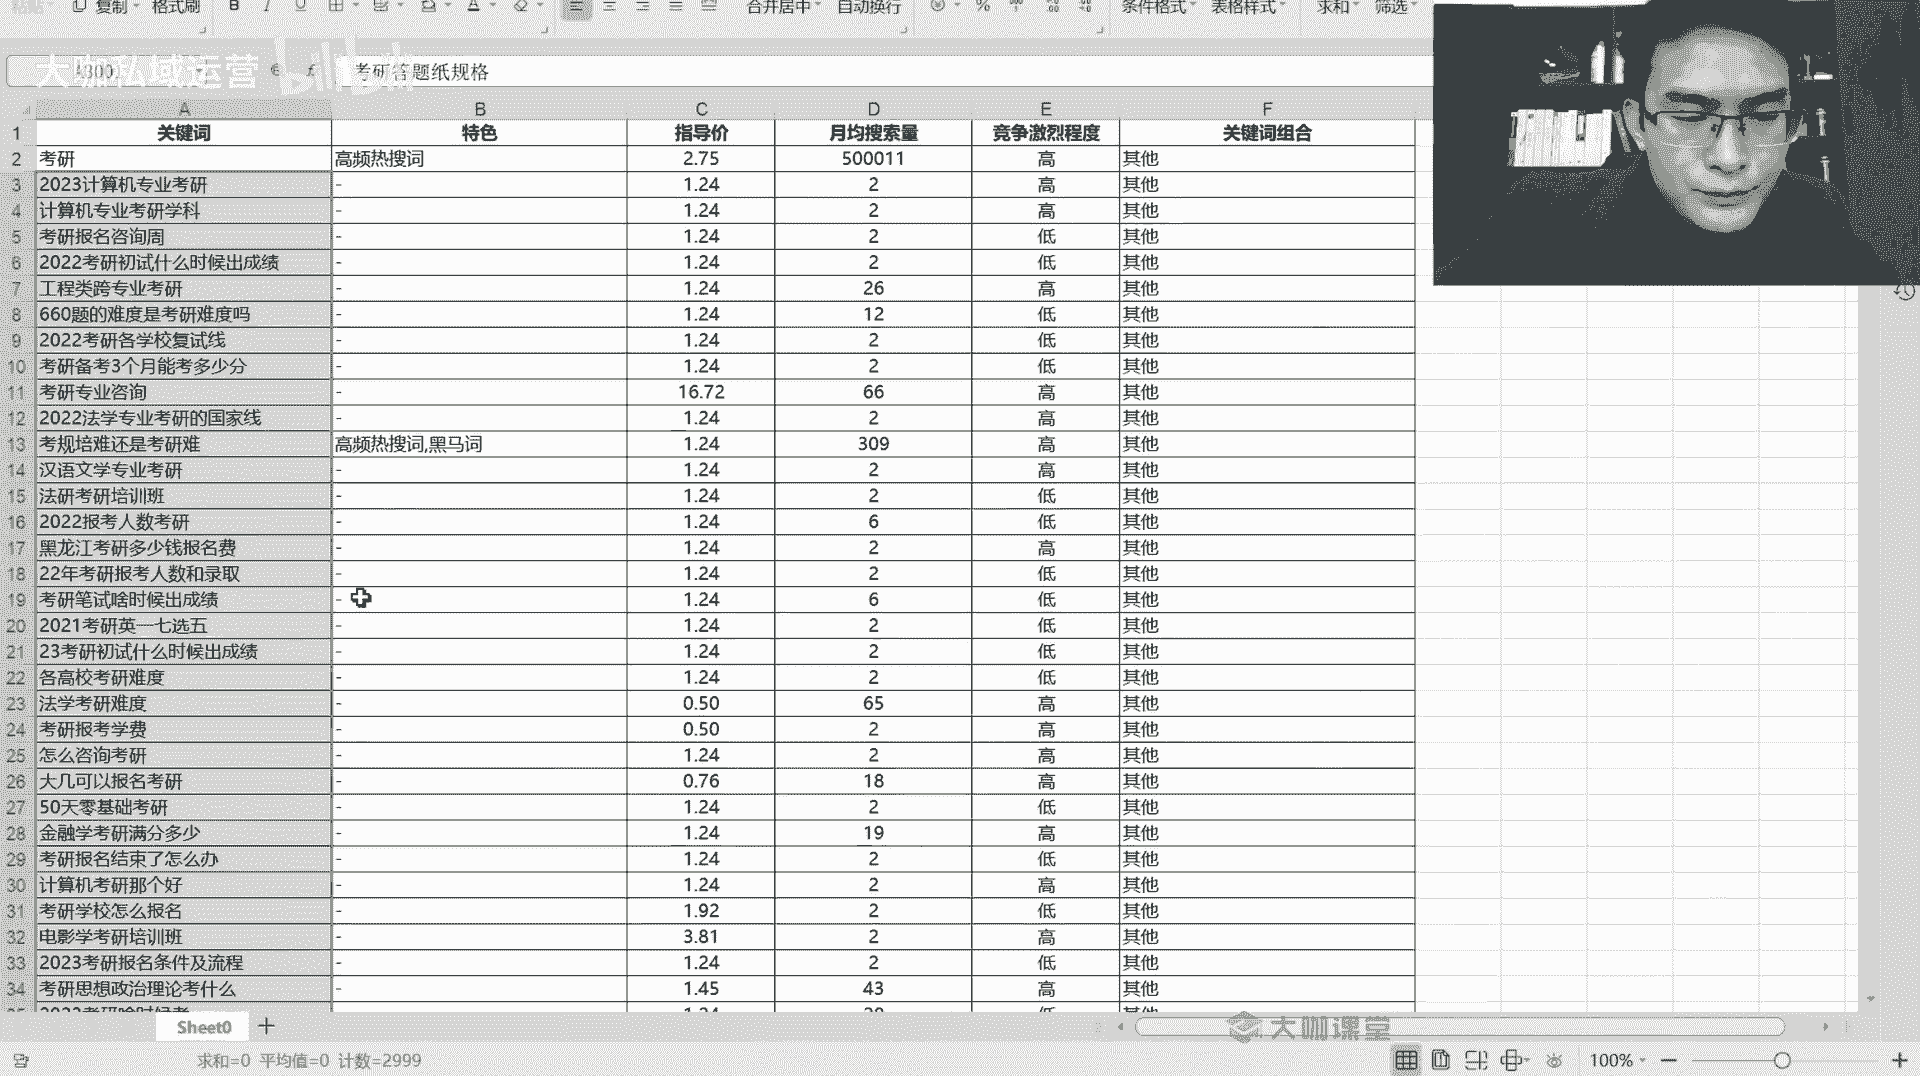 复制 格式刷 B I U A 合并居中 自动换行 % 条件格式 表格样式 求和 筛选
大咖私域运营 bilibili
考研答题纸规格
A B C D E F
1 关键词 特色 指导价 月均搜索量 竞争激烈程度 关键词组合
2 考研 高频热搜词 2.75 500011 高 其他
3 2023计算机专业考研 - 1.24 2 高 其他
4 计算机专业考研学科 - 1.24 2 高 其他
5 考研报名咨询周 - 1.24 2 低 其他
6 2022考研初试什么时候出成绩 - 1.24 2 低 其他
7 工程类跨专业考研 - 1.24 26 高 其他
8 660题的难度是考研难度吗 - 1.24 12 低 其他
9 2022考研各学校复试线 - 1.24 2 低 其他
10 考研备考3个月能考多少分 - 1.24 2 低 其他
11 考研专业咨询 - 16.72 66 高 其他
12 2022法学专业考研的国家线 - 1.24 2 高 其他
13 考规培难还是考研难 高频热搜词,黑马词 1.24 309 高 其他
14 汉语文学专业考研 - 1.24 2 高 其他
15 法研考研培训班 - 1.24 2 低 其他
16 2022报考人数考研 - 1.24 6 低 其他
17 黑龙江考研多少钱报名费 - 1.24 2 高 其他
18 22年考研报考人数和录取 - 1.24 2 低 其他
19 考研笔试啥时候出成绩 - 1.24 6 低 其他
20 2021考研英一七选五 - 1.24 2 低 其他
21 23考研初试什么时候出成绩 - 1.24 2 低 其他
22 各高校考研难度 - 1.24 2 低 其他
23 法学考研难度 - 0.50 65 高 其他
24 考研报考学费 - 0.50 2 高 其他
25 怎么咨询考研 - 1.24 2 高 其他
26 大几可以报名考研 - 0.76 18 高 其他
27 50天零基础考研 - 1.24 2 低 其他
28 金融学考研满分多少 - 1.24 19 高 其他
29 考研报名结束了怎么办 - 1.24 2 低 其他
30 计算机考研那个好 - 1.24 2 高 其他
31 考研学校怎么报名 - 1.92 2 低 其他
32 电影学考研培训班 - 3.81 2 高 其他
33 2023考研报名条件及流程 - 1.24 2 低 其他
34 考研思想政治理论考什么 - 1.45 43 高 其他
Sheet0 +
大咖课堂
求和=0 平均值=0 计数=2999 100%